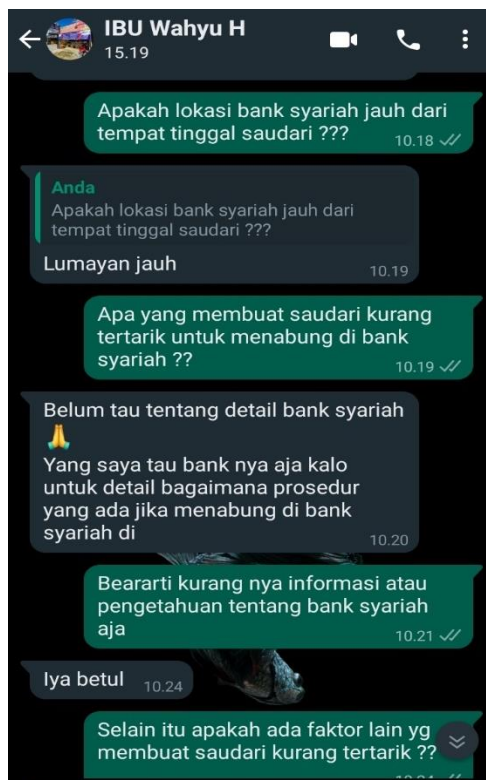 IBU Wahyu H
15.19
Apakah lokasi bank syariah jauh dari
tempat tinggal saudari ???
10.18
Anda
Apakah lokasi bank syariah jauh dari
tempat tinggal saudari ???
Lumayan jauh
10.19
Apa yang membuat saudari kurang
tertarik untuk menabung di bank
syariah ??
10.19
Belum tau tentang detail bank syariah
🙏
Yang saya tau bank nya aja kalo
untuk detail bagaimana prosedur
yang ada jika menabung di bank
syariah di
10.20
Beararti kurang nya informasi atau
pengetahuan tentang bank syariah
aja
10.21
Iya betul 10.24
Selain itu apakah ada faktor lain yg
membuat saudari kurang tertarik ??